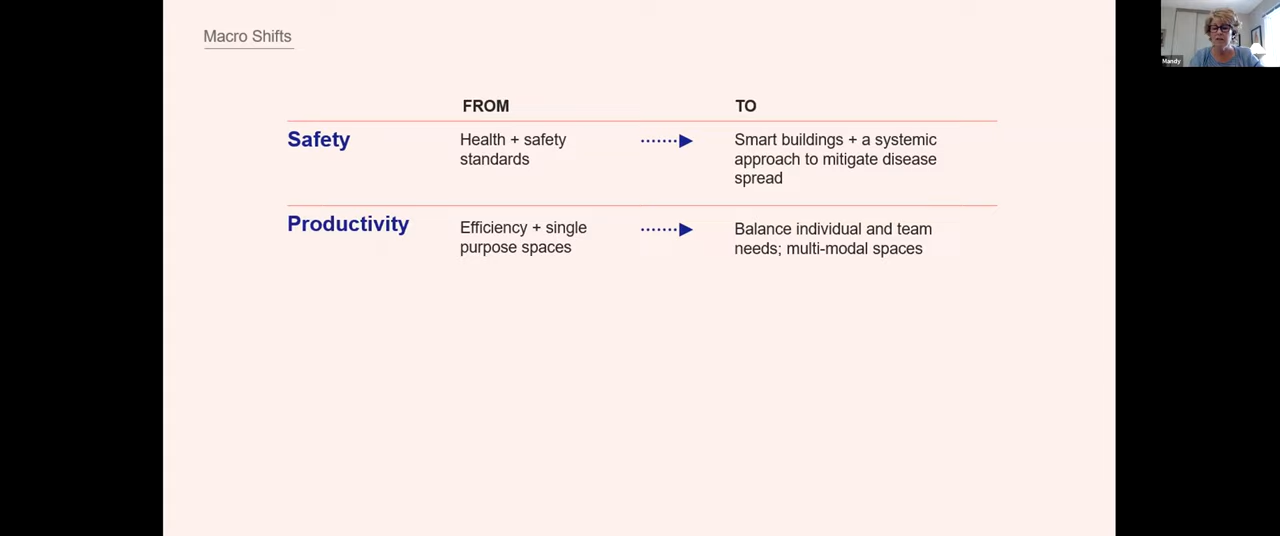 Macro Shifts
Mandy
FROM
TO
Safety
Health + safety
standards
Smart buildings + a systemic
approach to mitigate disease
spread
Productivity
Efficiency + single
purpose spaces
Balance individual and team
needs; multi-modal spaces